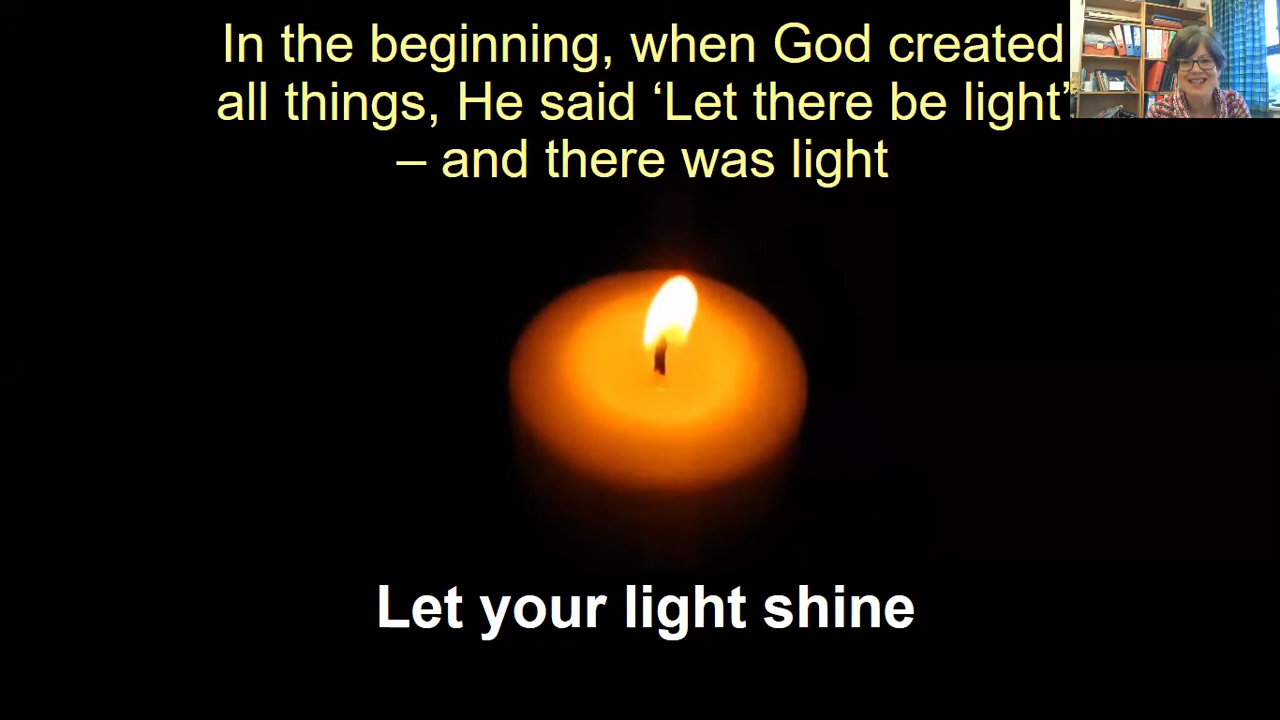 In the beginning, when God created
all things, He said ‘Let there be light’
– and there was light
Let your light shine